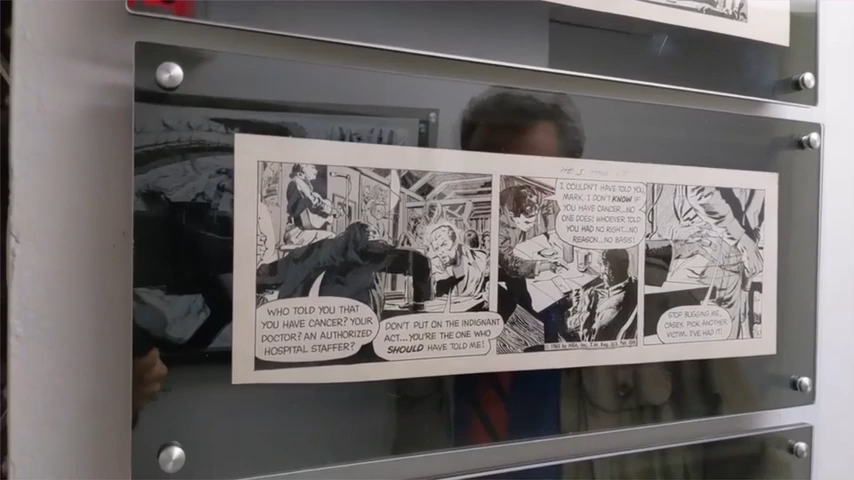 WHO TOLD YOU THAT
YOU HAVE CANCER? YOUR
DOCTOR? AN AUTHORIZED
HOSPITAL STAFFER?
DON'T PUT ON THE INDIGNANT
ACT...YOU'RE THE ONE WHO
SHOULD HAVE TOLD ME!
I COULDN'T HAVE TOLD YOU,
MARK. I DON'T KNOW IF
YOU HAVE CANCER...NO
ONE DOES! WHOEVER TOLD
YOU HAD NO RIGHT...NO
REASON...NO BASIS!
STOP BUGGING ME,
CASEY. PICK ANOTHER
VICTIM. I'VE HAD IT!